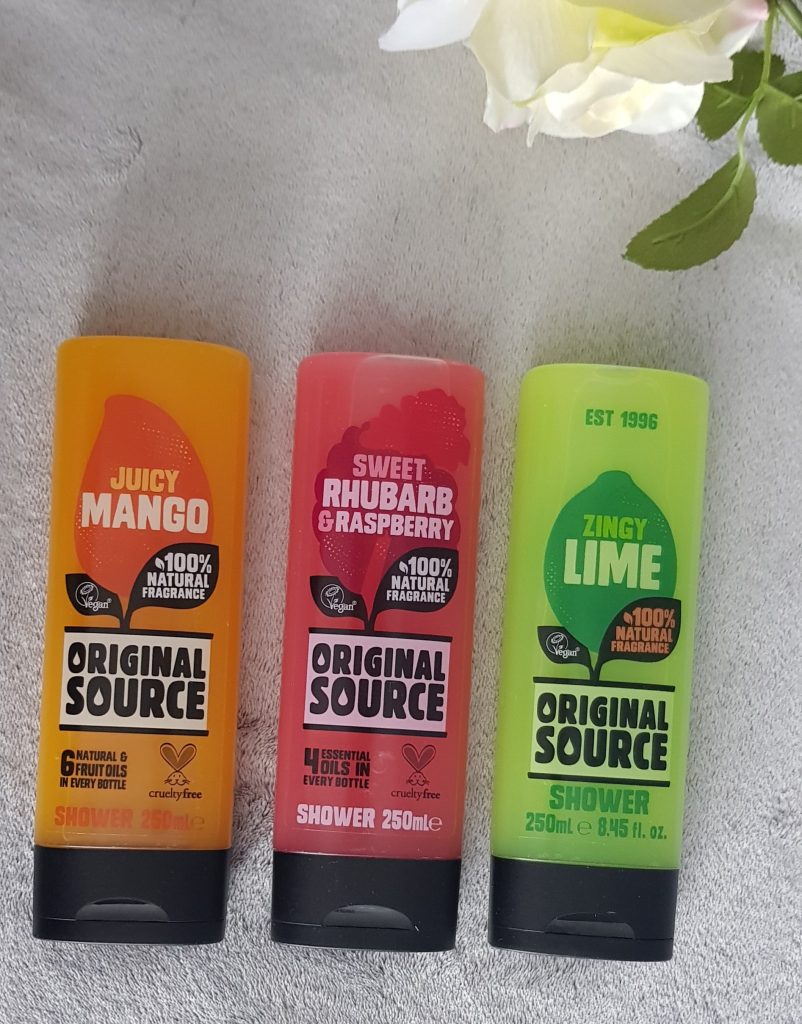 JUICY
MANGO
100%
NATURAL
FRAGRANCE
Vegan
ORIGINAL
SOURCE
6 NATURAL &
FRUIT OILS
IN EVERY BOTTLE
crueltyfree
SHOWER 250mL e
SWEET
RHUBARB
& RASPBERRY
100%
NATURAL
FRAGRANCE
Vegan
ORIGINAL
SOURCE
4 ESSENTIAL
OILS IN
EVERY BOTTLE
crueltyfree
SHOWER 250mL e
EST 1996
ZINGY
LIME
100%
NATURAL
FRAGRANCE
Vegan
ORIGINAL
SOURCE
SHOWER
250mL e 8.45 fl. oz.